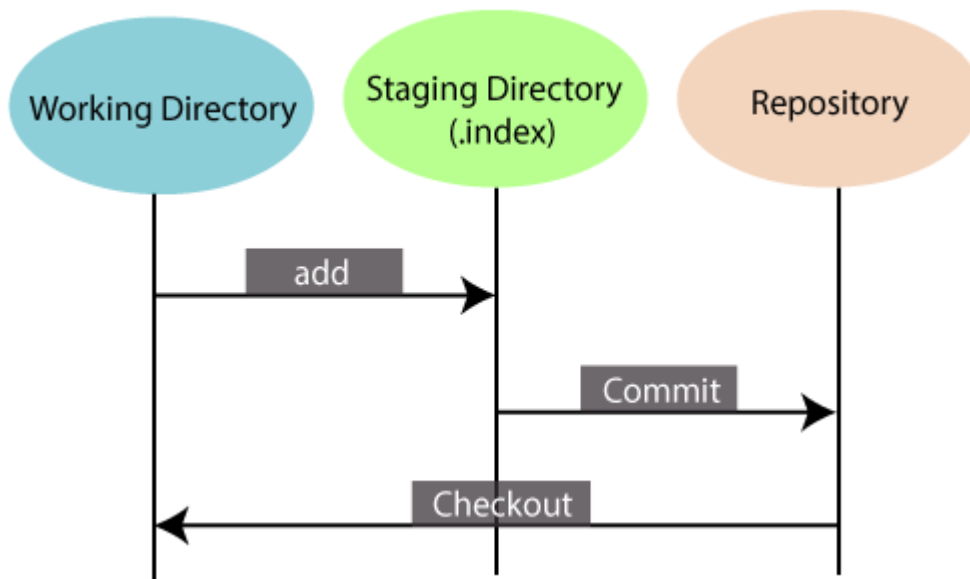 Working Directory
Staging Directory
(.index)
Repository
add
Commit
Checkout